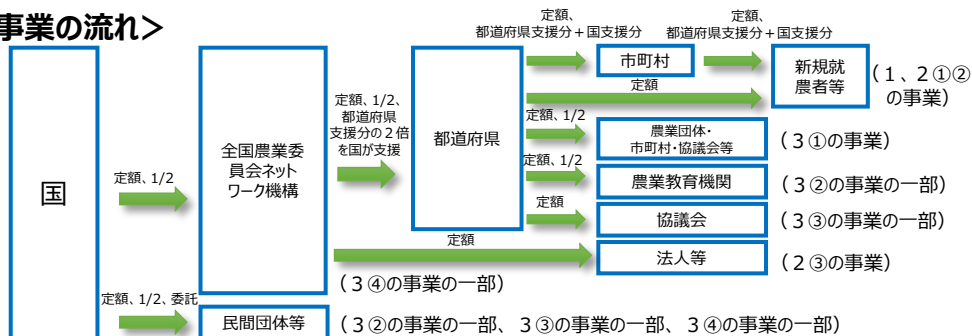 事業の流れ>
定額、
都道府県支援分＋国支援分
定額、
都道府県支援分＋国支援分
市町村
新規就
農者等
（１、２①②
の事業）
定額
定額、1/2、
都道府県
支援分の２倍
を国が支援
都道府県
定額、1/2
農業団体・
市町村・協議会等
（３①の事業）
全国農業委
員会ネット
ワーク機構
国
定額、1/2
定額、1/2
農業教育機関
（３②の事業の一部）
定額
協議会
（３③の事業の一部）
定額
法人等
（２③の事業）
（３④の事業の一部）
定額、1/2、委託
民間団体等
（３②の事業の一部、３③の事業の一部、３④の事業の一部）